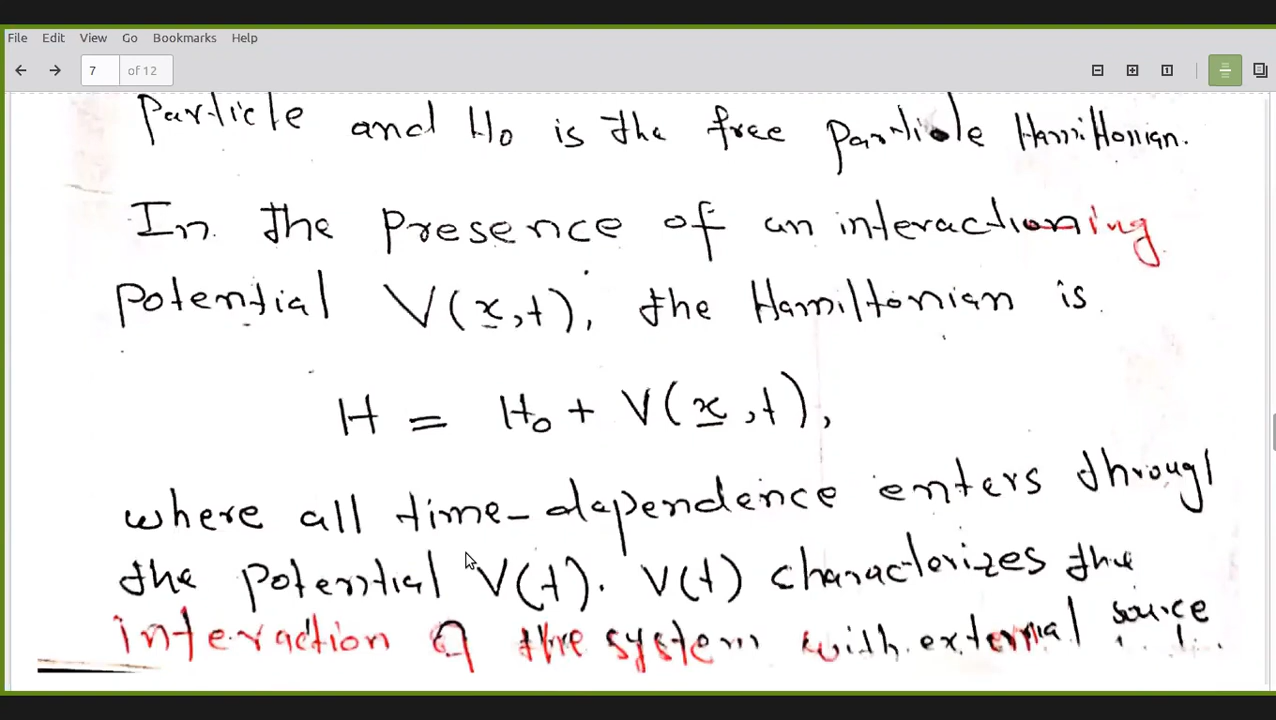 File Edit View Go Bookmarks Help
7 of 12
Particle and H₀ is the free particle Hamiltonian.
In the presence of an interactioning
potential V(x,t), the Hamiltonian is
H = H₀ + V(x,t),
where all time-dependence enters through
the potential V(t). V(t) characterizes the
interaction of the system with external source